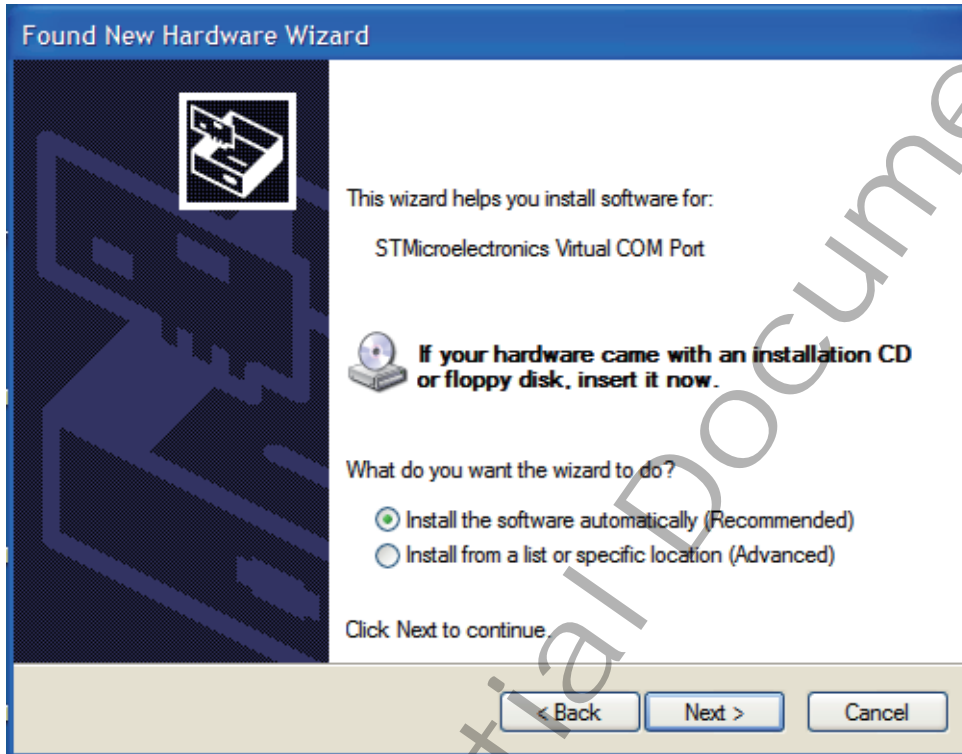 Found New Hardware Wizard
This wizard helps you install software for:
STMicroelectronics Virtual COM Port
If your hardware came with an installation CD
or floppy disk, insert it now.
What do you want the wizard to do?
Install the software automatically (Recommended)
Install from a list or specific location (Advanced)
Click Next to continue.
< Back
Next >
Cancel
tial Docume